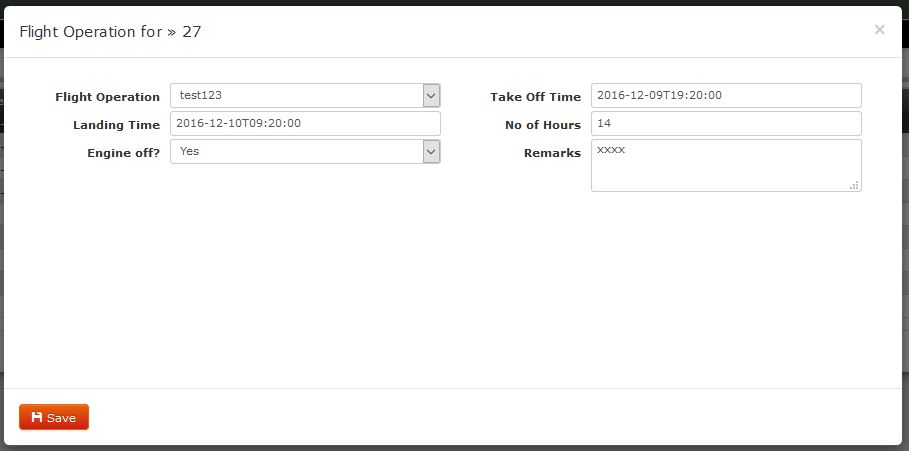 Flight Operation for » 27
×
Flight Operation test123
Take Off Time 2016-12-09T19:20:00
Landing Time 2016-12-10T09:20:00
No of Hours 14
Engine off? Yes
Remarks xxxx
Save